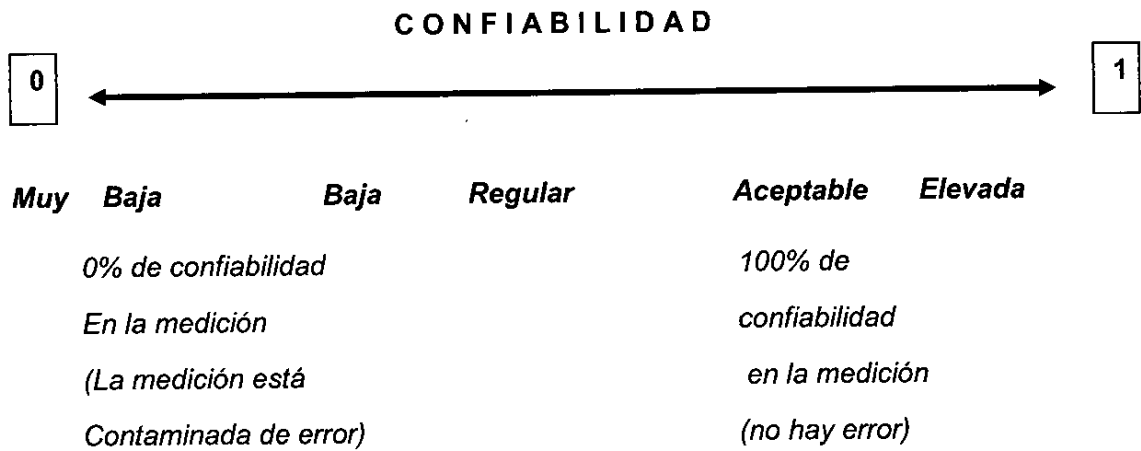 CONFIABILIDAD
0 1
Muy Baja Baja Regular Aceptable Elevada
0% de confiabilidad 100% de
En la medición confiabilidad
(La medición está en la medición
Contaminada de error) (no hay error)